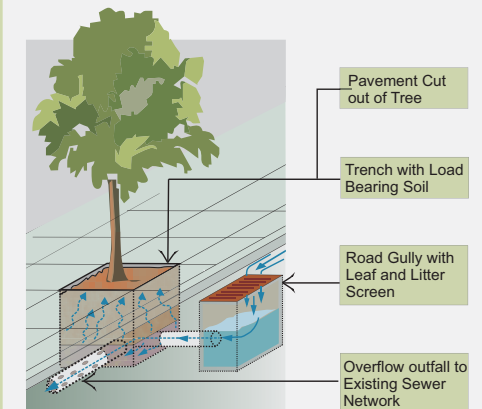 Pavement Cut
out of Tree
Trench with Load
Bearing Soil
Road Gully with
Leaf and Litter
Screen
Overflow outfall to
Existing Sewer
Network